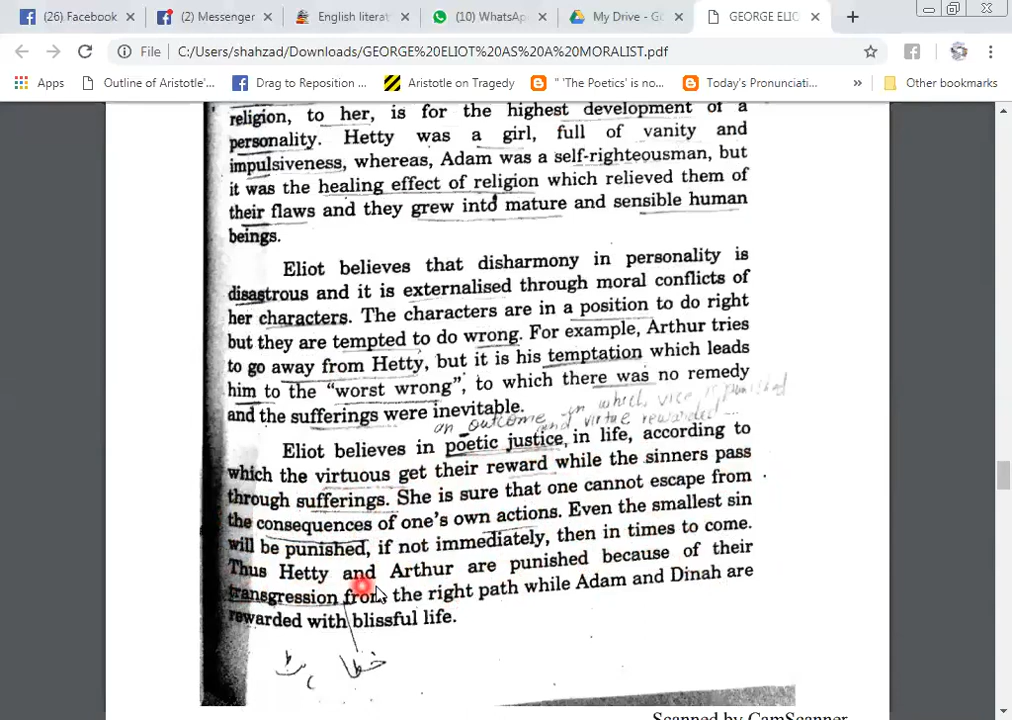 (26) Facebook
(2) Messenger
English literat
(10) WhatsAp
My Drive - Go
GEORGE ELIO
File C:/Users/shahzad/Downloads/GEORGE%20ELIOT%20AS%20A%20MORALIST.pdf
Apps
Outline of Aristotle'...
Drag to Reposition ...
Aristotle on Tragedy
" 'The Poetics' is no...
Today's Pronunciati...
»
Other bookmarks
religion, to her, is for the highest development of a
personality. Hetty was a girl, full of vanity and
impulsiveness, whereas, Adam was a self-righteousman, but
it was the healing effect of religion which relieved them of
their flaws and they grew into mature and sensible human
beings.
Eliot believes that disharmony in personality is
disastrous and it is externalised through moral conflicts of
her characters. The characters are in a position to do right
but they are tempted to do wrong. For example, Arthur tries
to go away from Hetty, but it is his temptation which leads
him to the "worst wrong", to which there was no remedy
and the sufferings were inevitable.
an outcome in which vice is punished
and virtue rewarded...
Eliot believes in poetic justice, in life, according to
which the virtuous get their reward while the sinners pass
through sufferings. She is sure that one cannot escape from
the consequences of one's own actions. Even the smallest sin
will be punished, if not immediately, then in times to come.
Thus Hetty and Arthur are punished because of their
transgression from the right path while Adam and Dinah are
rewarded with blissful life.
خطا
Scanned by CamScanner